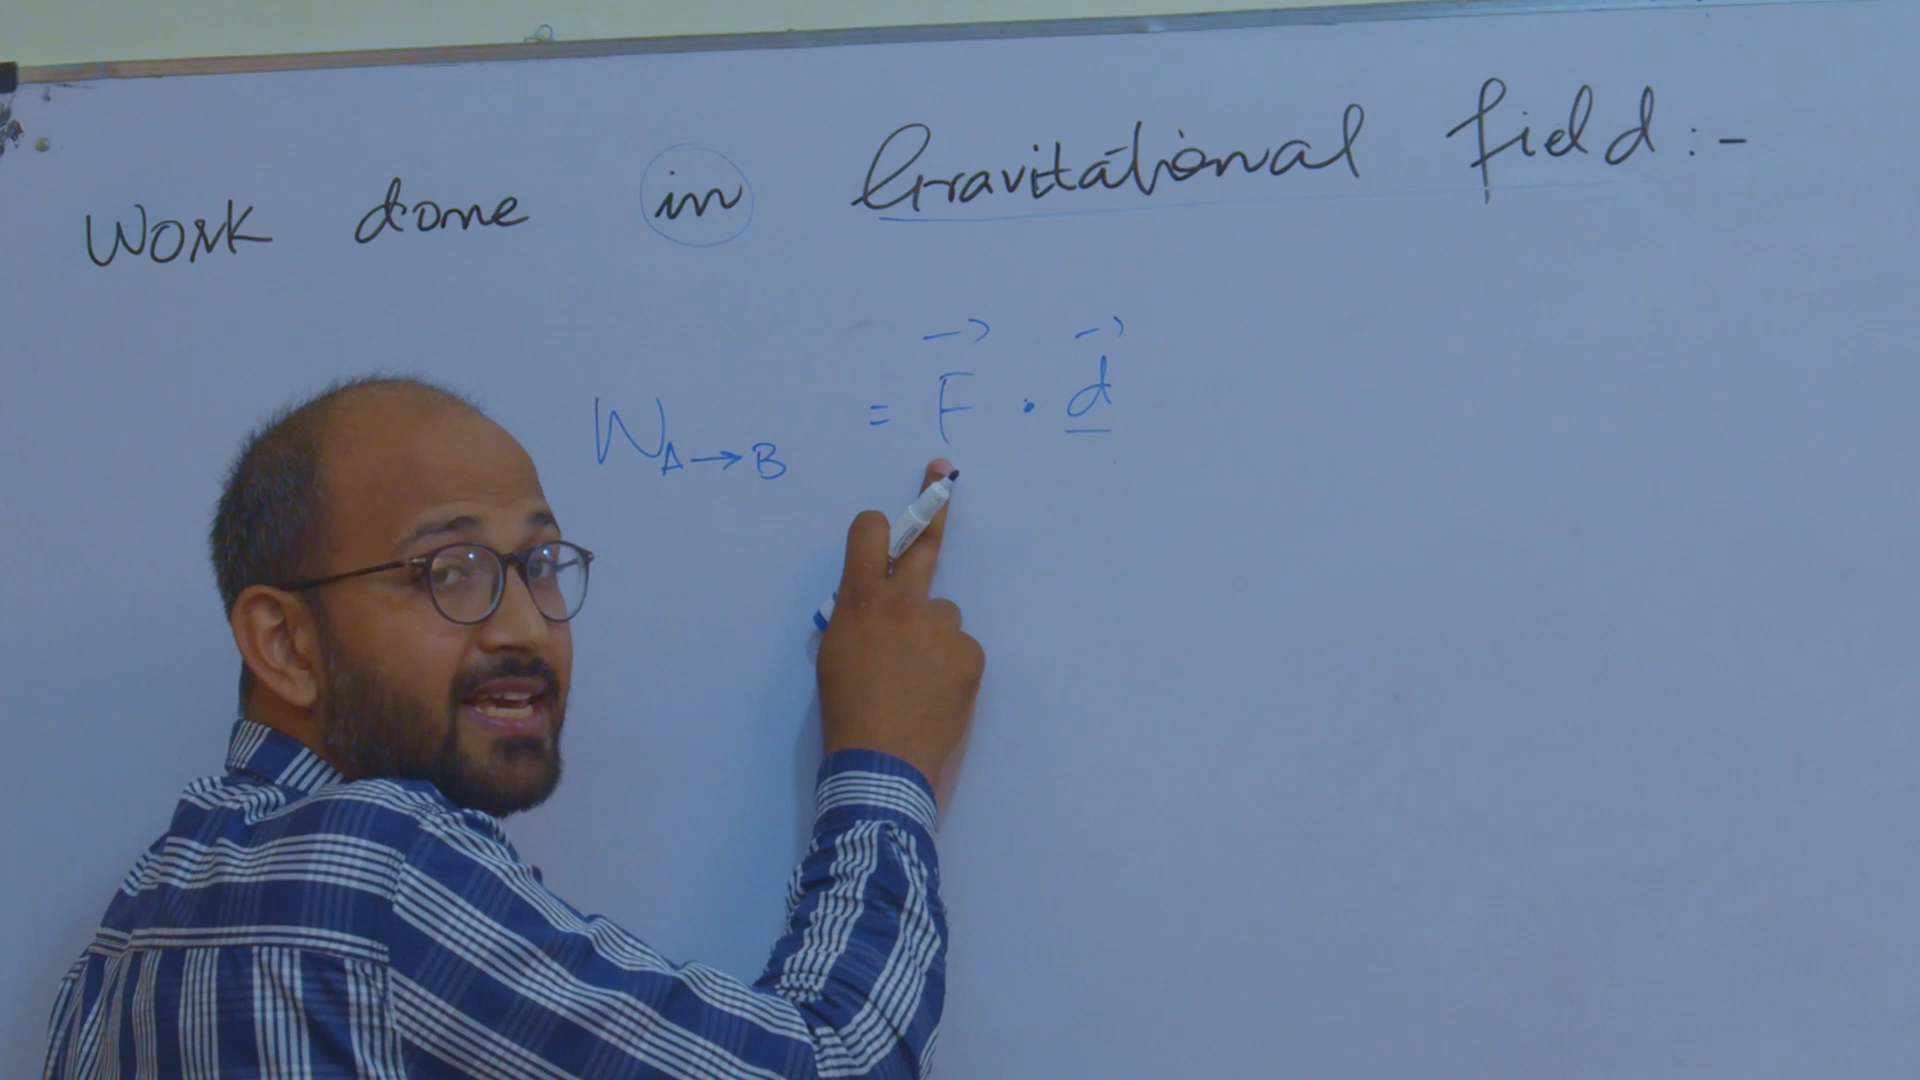 Work done in Gravitational field :-
W A→B = F⃗ · d⃗